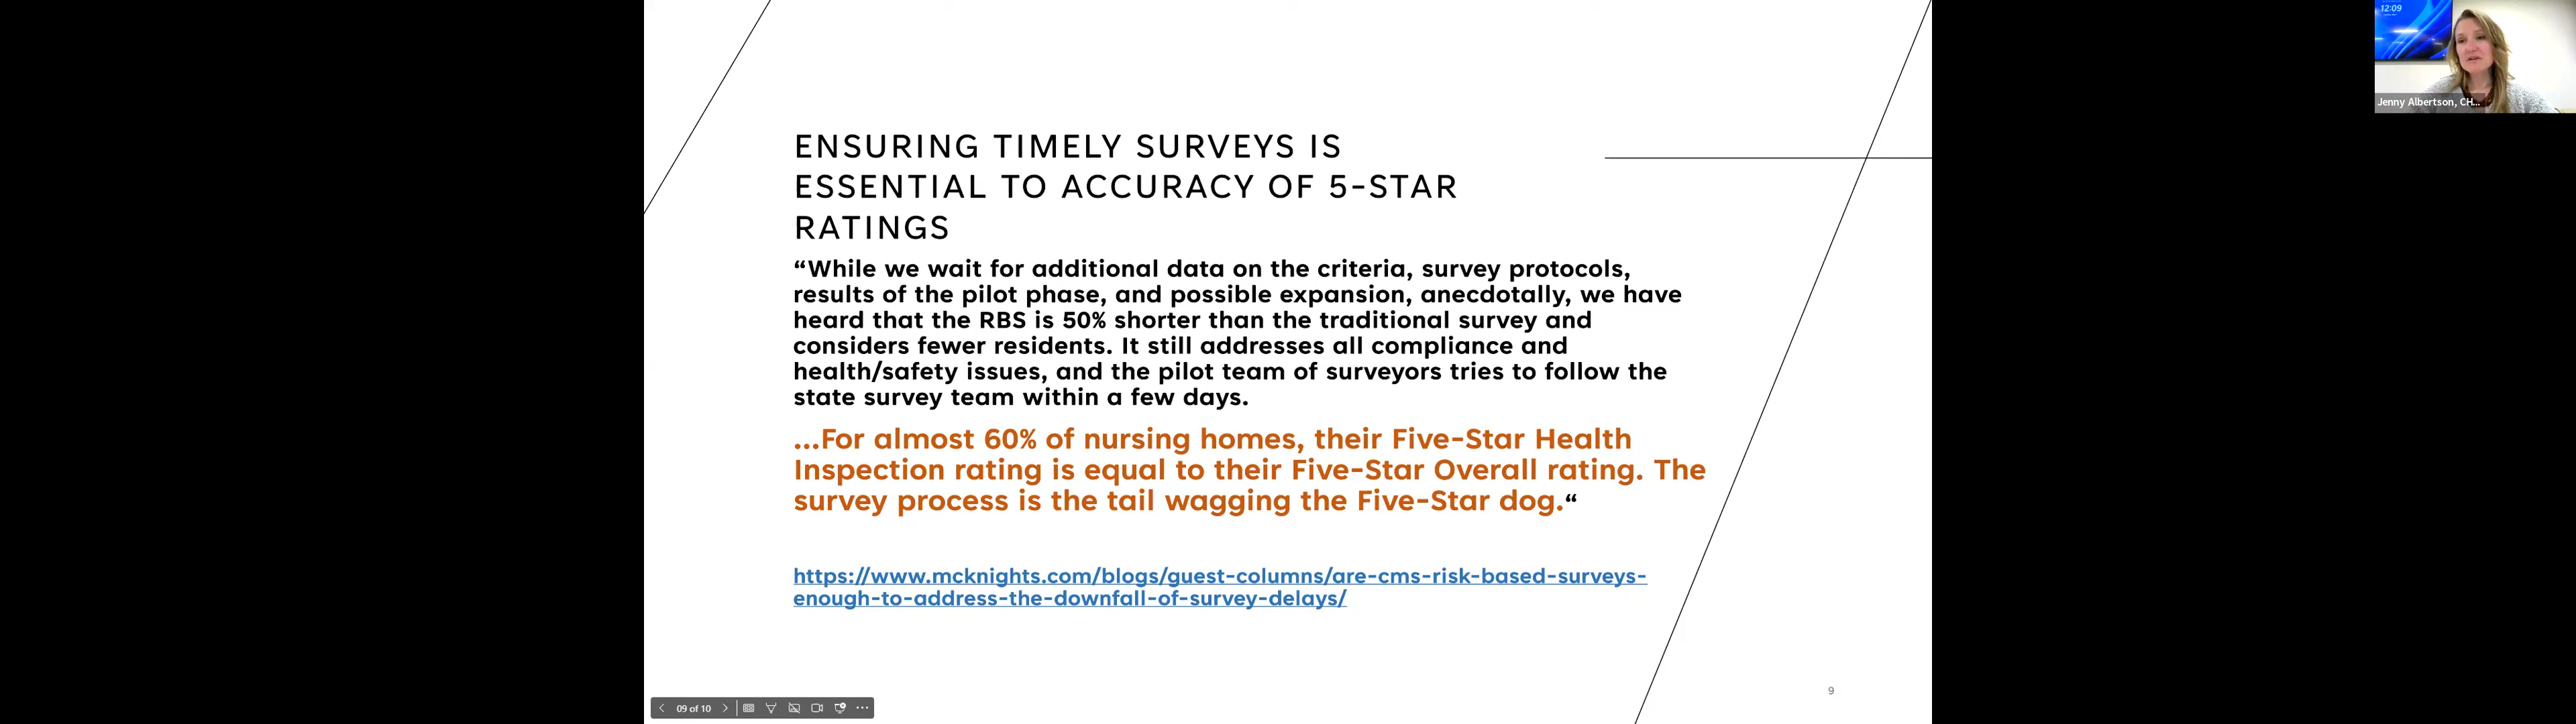 12:09
Jenny Albertson, CH...
ENSURING TIMELY SURVEYS IS
ESSENTIAL TO ACCURACY OF 5-STAR
RATINGS
“While we wait for additional data on the criteria, survey protocols,
results of the pilot phase, and possible expansion, anecdotally, we have
heard that the RBS is 50% shorter than the traditional survey and
considers fewer residents. It still addresses all compliance and
health/safety issues, and the pilot team of surveyors tries to follow the
state survey team within a few days.
...For almost 60% of nursing homes, their Five-Star Health
Inspection rating is equal to their Five-Star Overall rating. The
survey process is the tail wagging the Five-Star dog.“
https://www.mcknights.com/blogs/guest-columns/are-cms-risk-based-surveys-
enough-to-address-the-downfall-of-survey-delays/
9
09 of 10